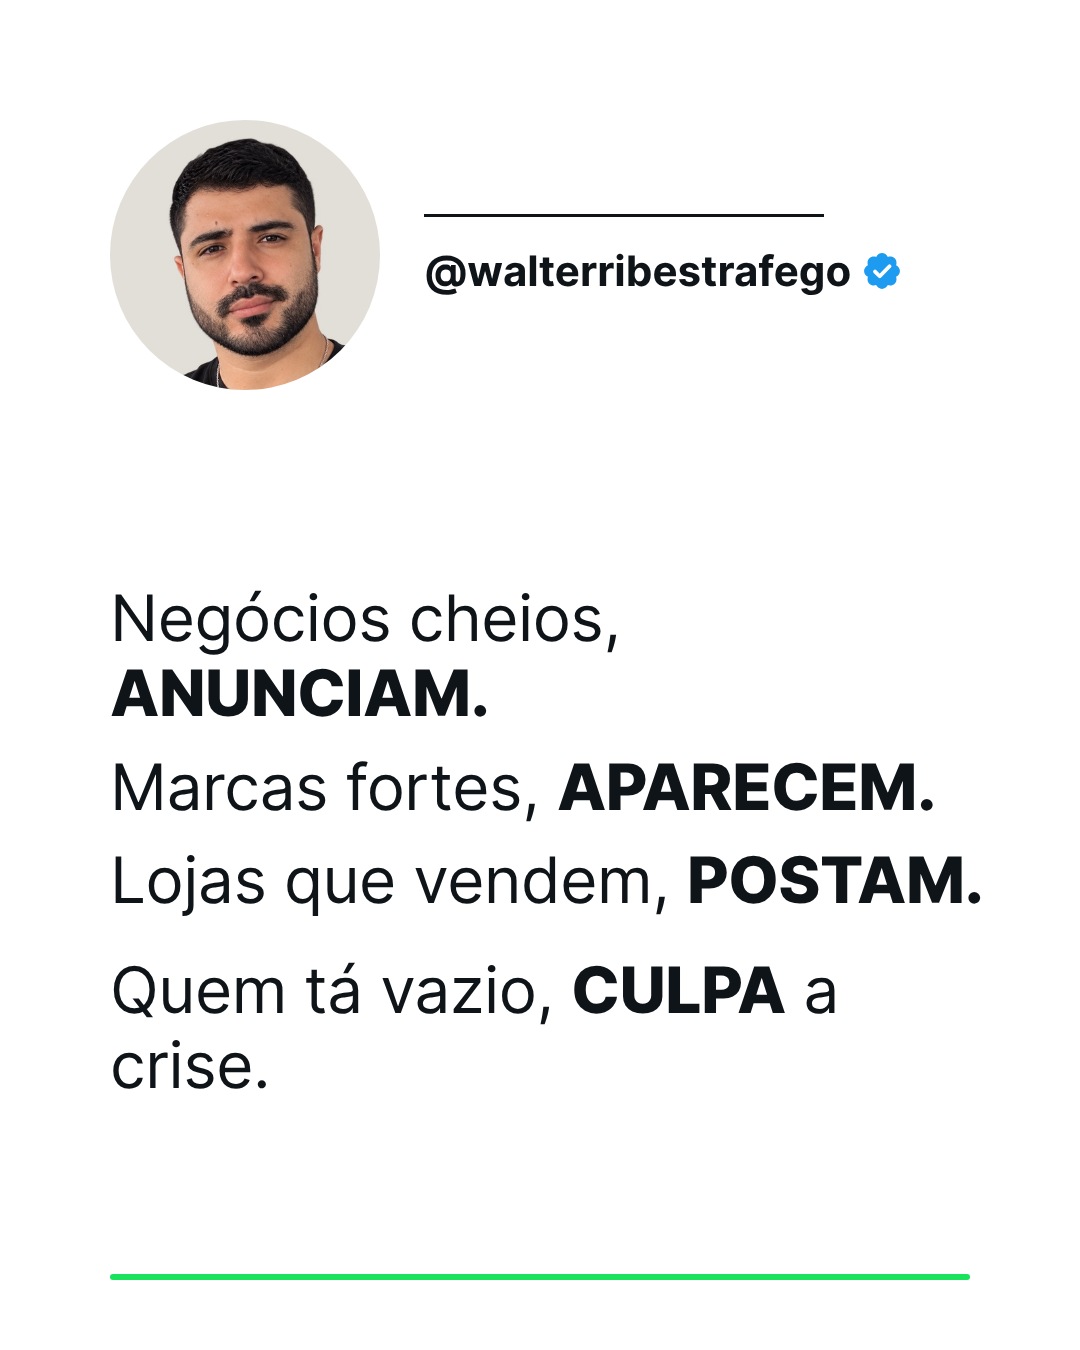 @walterribestrafego
Negócios cheios,
ANUNCIAM.
Marcas fortes, APARECEM.
Lojas que vendem, POSTAM.
Quem tá vazio, CULPA a
crise.